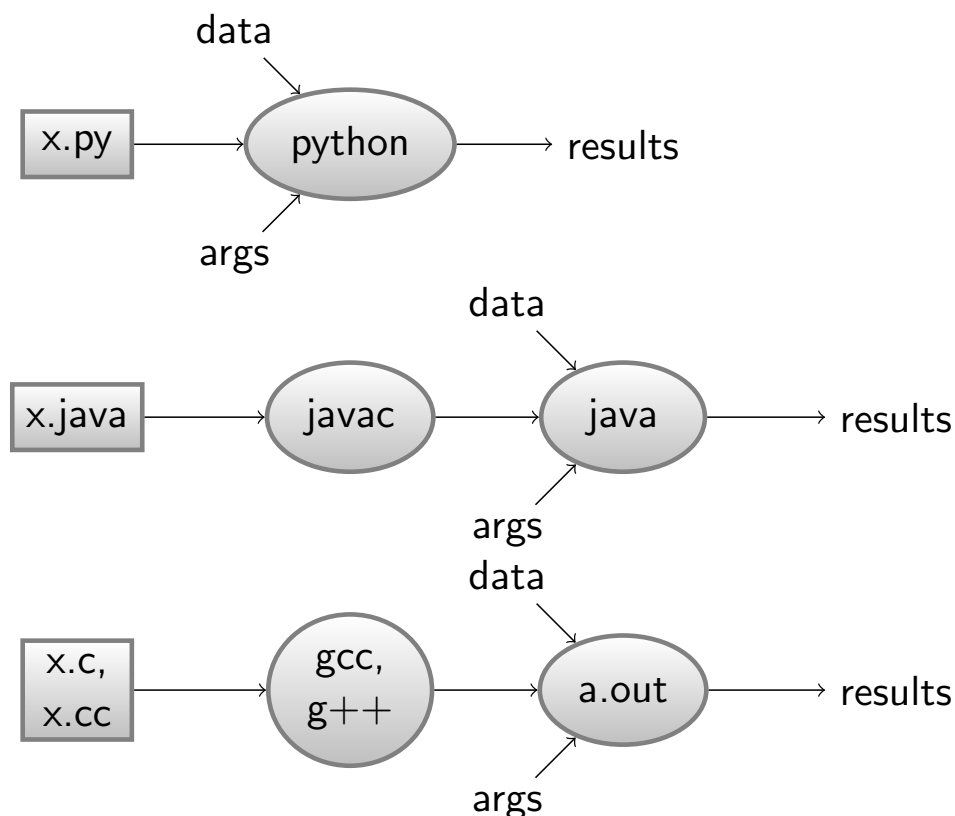 data
x.py
python
results
args
data
x.java
javac
java
results
args
data
x.c,
x.cc
gcc,
g++
a.out
results
args